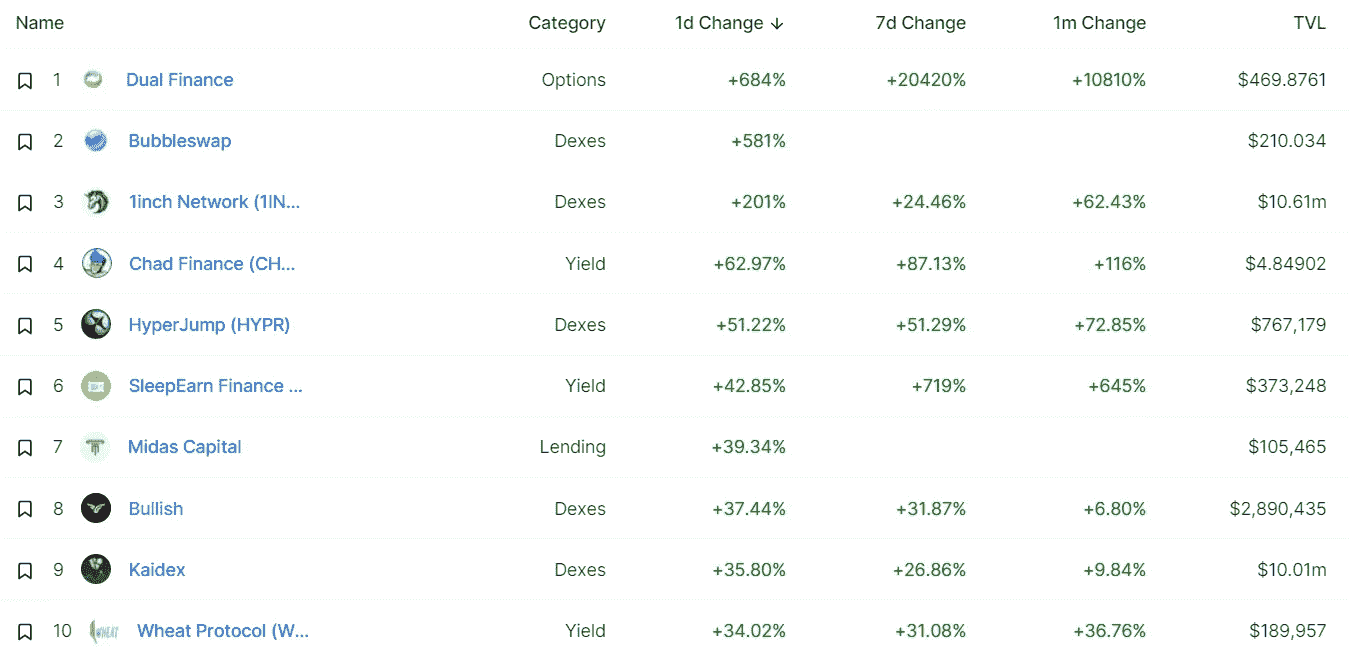 Name Category 1d Change ↓ 7d Change 1m Change TVL
1 Dual Finance Options +684% +20420% +10810% $469.8761
2 Bubbleswap Dexes +581% $210.034
3 1inch Network (1IN... Dexes +201% +24.46% +62.43% $10.61m
4 Chad Finance (CH... Yield +62.97% +87.13% +116% $4.84902
5 HyperJump (HYPR) Dexes +51.22% +51.29% +72.85% $767,179
6 SleepEarn Finance ... Yield +42.85% +719% +645% $373,248
7 Midas Capital Lending +39.34% $105,465
8 Bullish Dexes +37.44% +31.87% +6.80% $2,890,435
9 Kaidex Dexes +35.80% +26.86% +9.84% $10.01m
10 WHEAT Wheat Protocol (W... Yield +34.02% +31.08% +36.76% $189,957